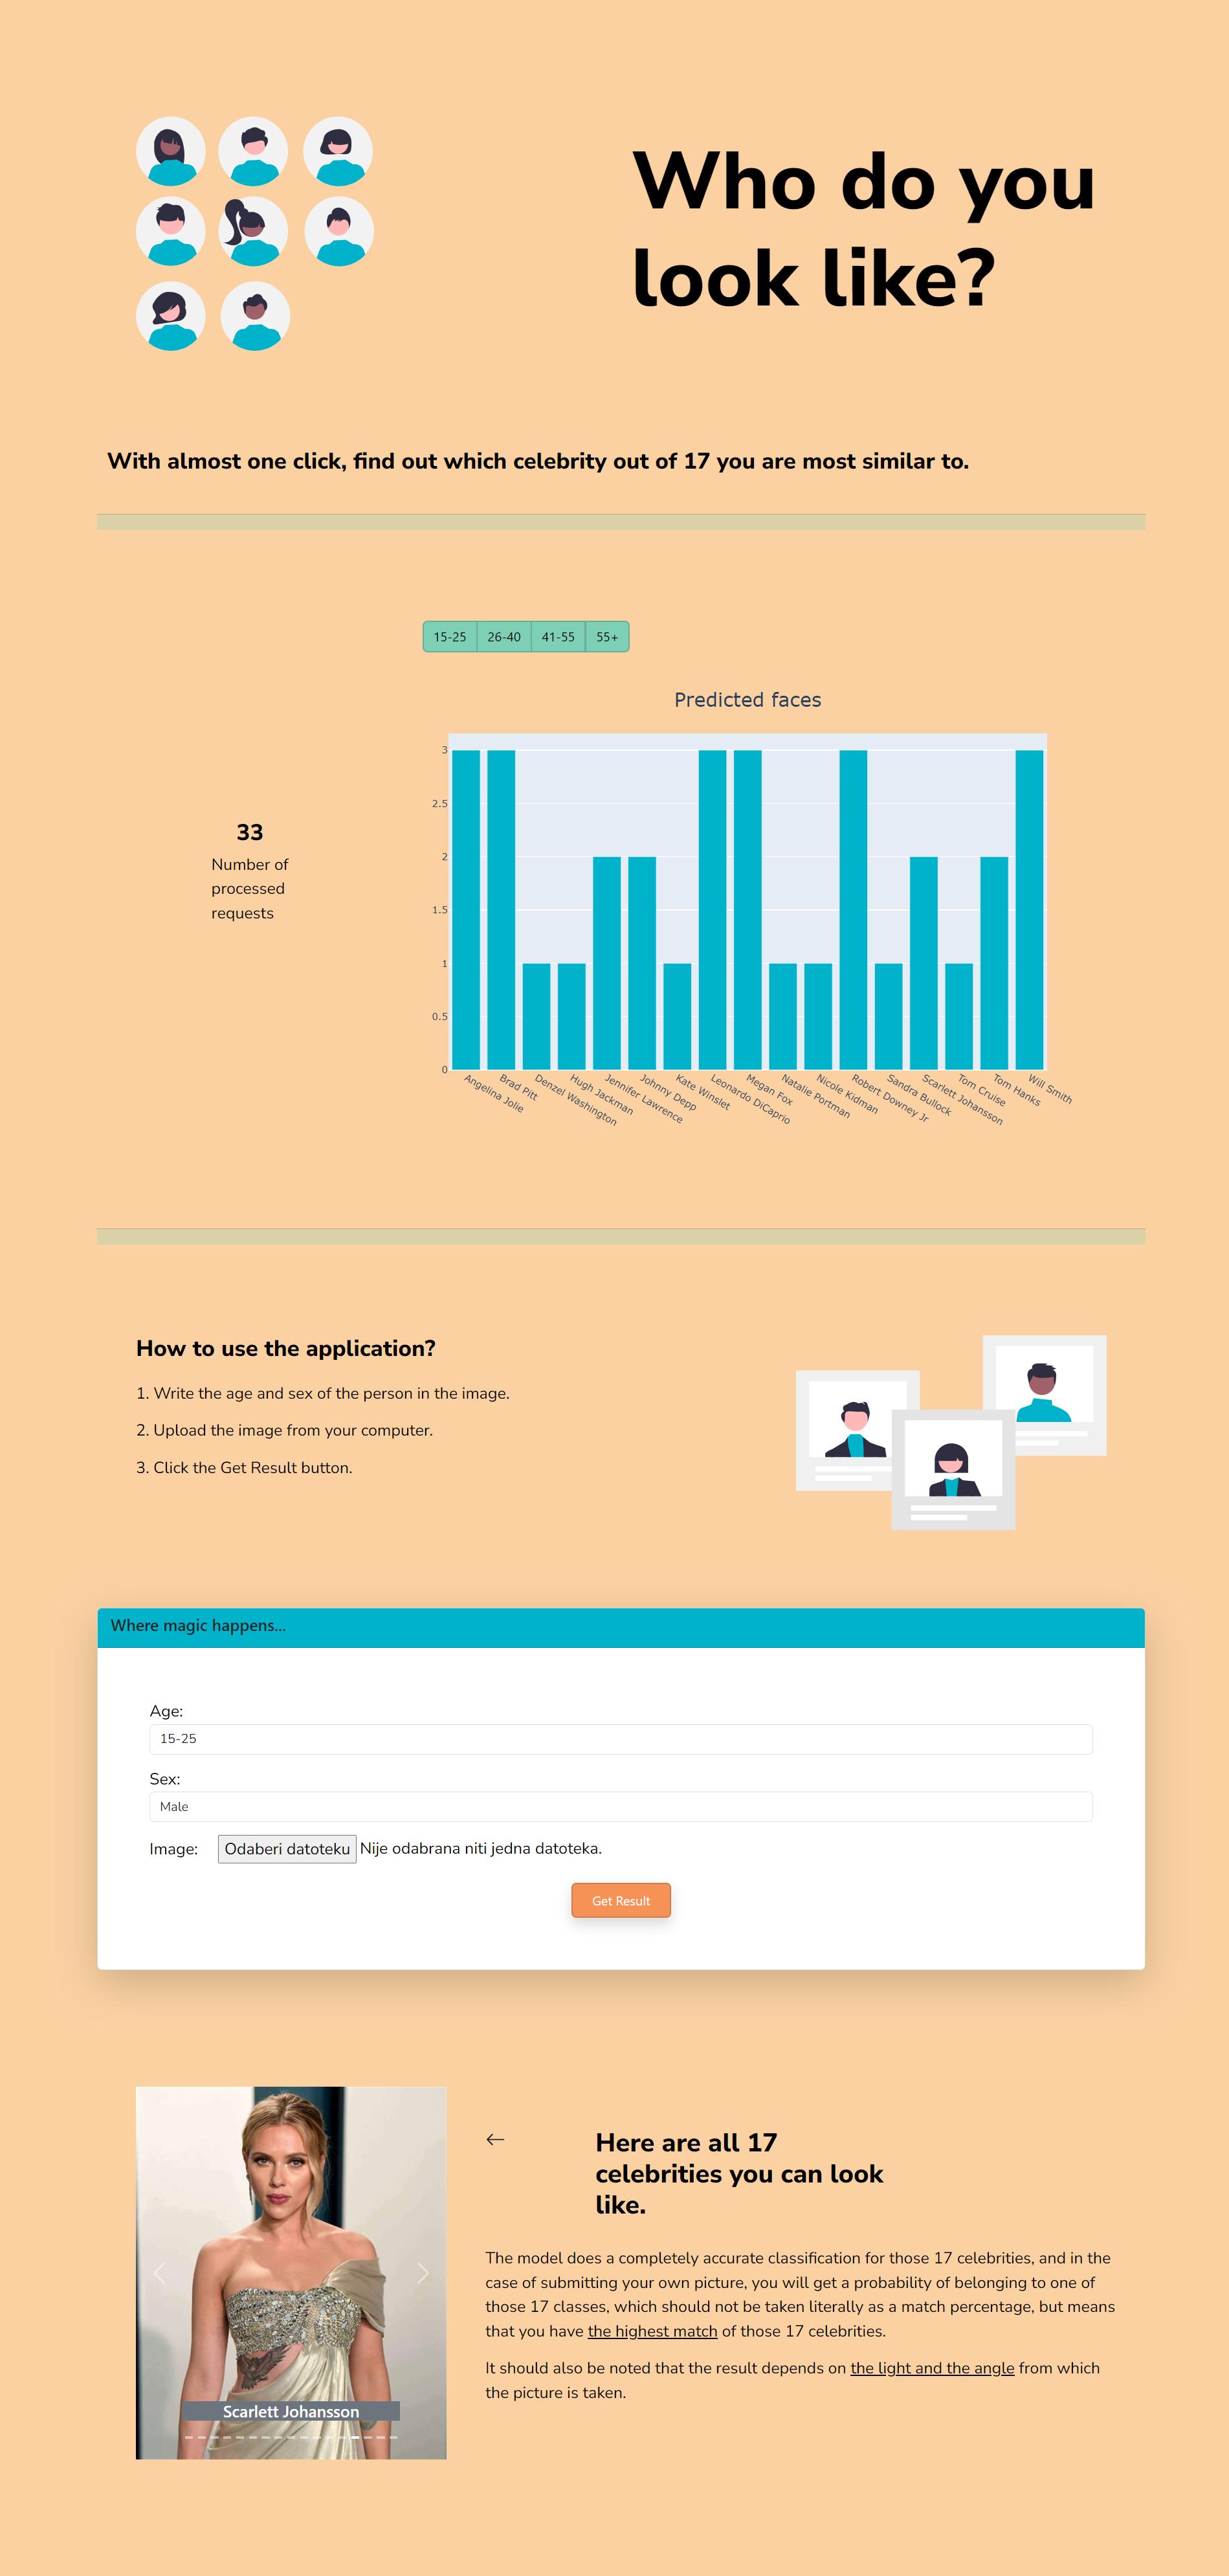 Who do you
look like?
With almost one click, find out which celebrity out of 17 you are most similar to.
15-25 26-40 41-55 55+
Predicted faces
33
Number of
processed
requests
3
2.5
2
1.5
1
0.5
0
Angelina Jolie
Brad Pitt
Denzel Washington
Hugh Jackman
Jennifer Lawrence
Johnny Depp
Kate Winslet
Leonardo DiCaprio
Megan Fox
Natalie Portman
Nicole Kidman
Robert Downey Jr
Sandra Bullock
Scarlett Johansson
Tom Cruise
Tom Hanks
Will Smith
How to use the application?
1. Write the age and sex of the person in the image.
2. Upload the image from your computer.
3. Click the Get Result button.
Where magic happens...
Age:
15-25
Sex:
Male
Image: Odaberi datoteku Nije odabrana niti jedna datoteka.
Get Result
Scarlett Johansson
Here are all 17
celebrities you can look
like.
The model does a completely accurate classification for those 17 celebrities, and in the
case of submitting your own picture, you will get a probability of belonging to one of
those 17 classes, which should not be taken literally as a match percentage, but means
that you have the highest match of those 17 celebrities.
It should also be noted that the result depends on the light and the angle from which
the picture is taken.